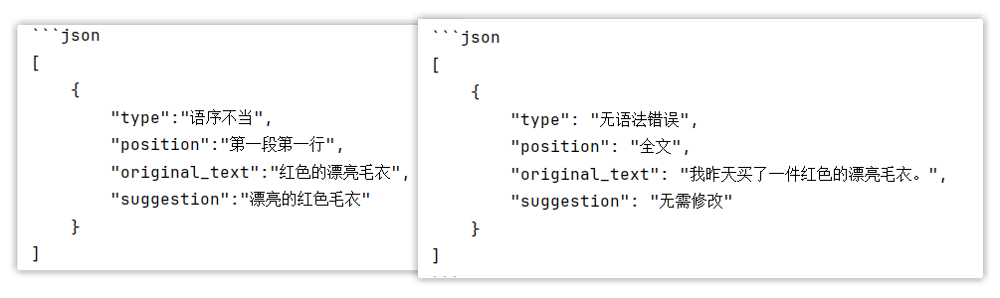 ```json
[
    {
        "type":"语序不当",
        "position":"第一段第一行",
        "original_text":"红色的漂亮毛衣",
        "suggestion":"漂亮的红色毛衣"
    }
]
```json
[
    {
        "type": "无语法错误",
        "position": "全文",
        "original_text": "我昨天买了一件红色的漂亮毛衣。",
        "suggestion": "无需修改"
    }
]